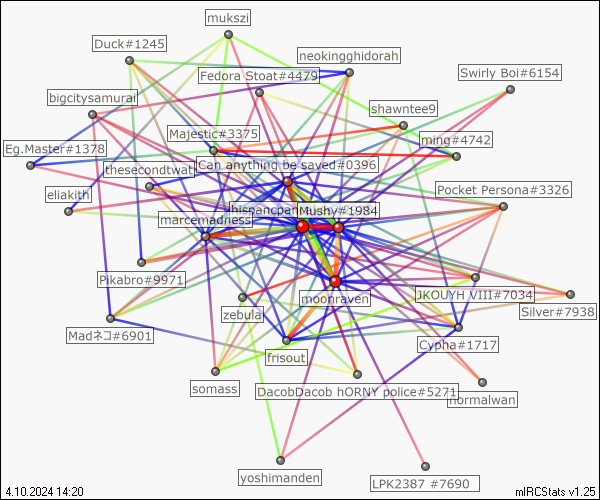 mukszi
Duck#1245
neokingghidorah
Fedora Stoat#4479
Swirly Boi#6154
bigcitysamurai
shawntee9
Majestic#3375
ming#4742
Eg.Master#1378
thesecondtwat
Can anything be saved#0396
Pocket Persona#3326
eliakith
hispancpan
Mushy#1984
marcemadness
Pikabro#9971
moonraven
JKOUYH VIII#7034
Silver#7938
zebula
Madネコ#6901
Cypha#1717
frisout
somass
DacobDacob hORNY police#5271
normalwan
yoshimanden
LPK2387 #7690
4.10.2024 14:20
mIRCStats v1.25